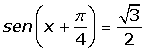 sen(x + π/4) = √3/2